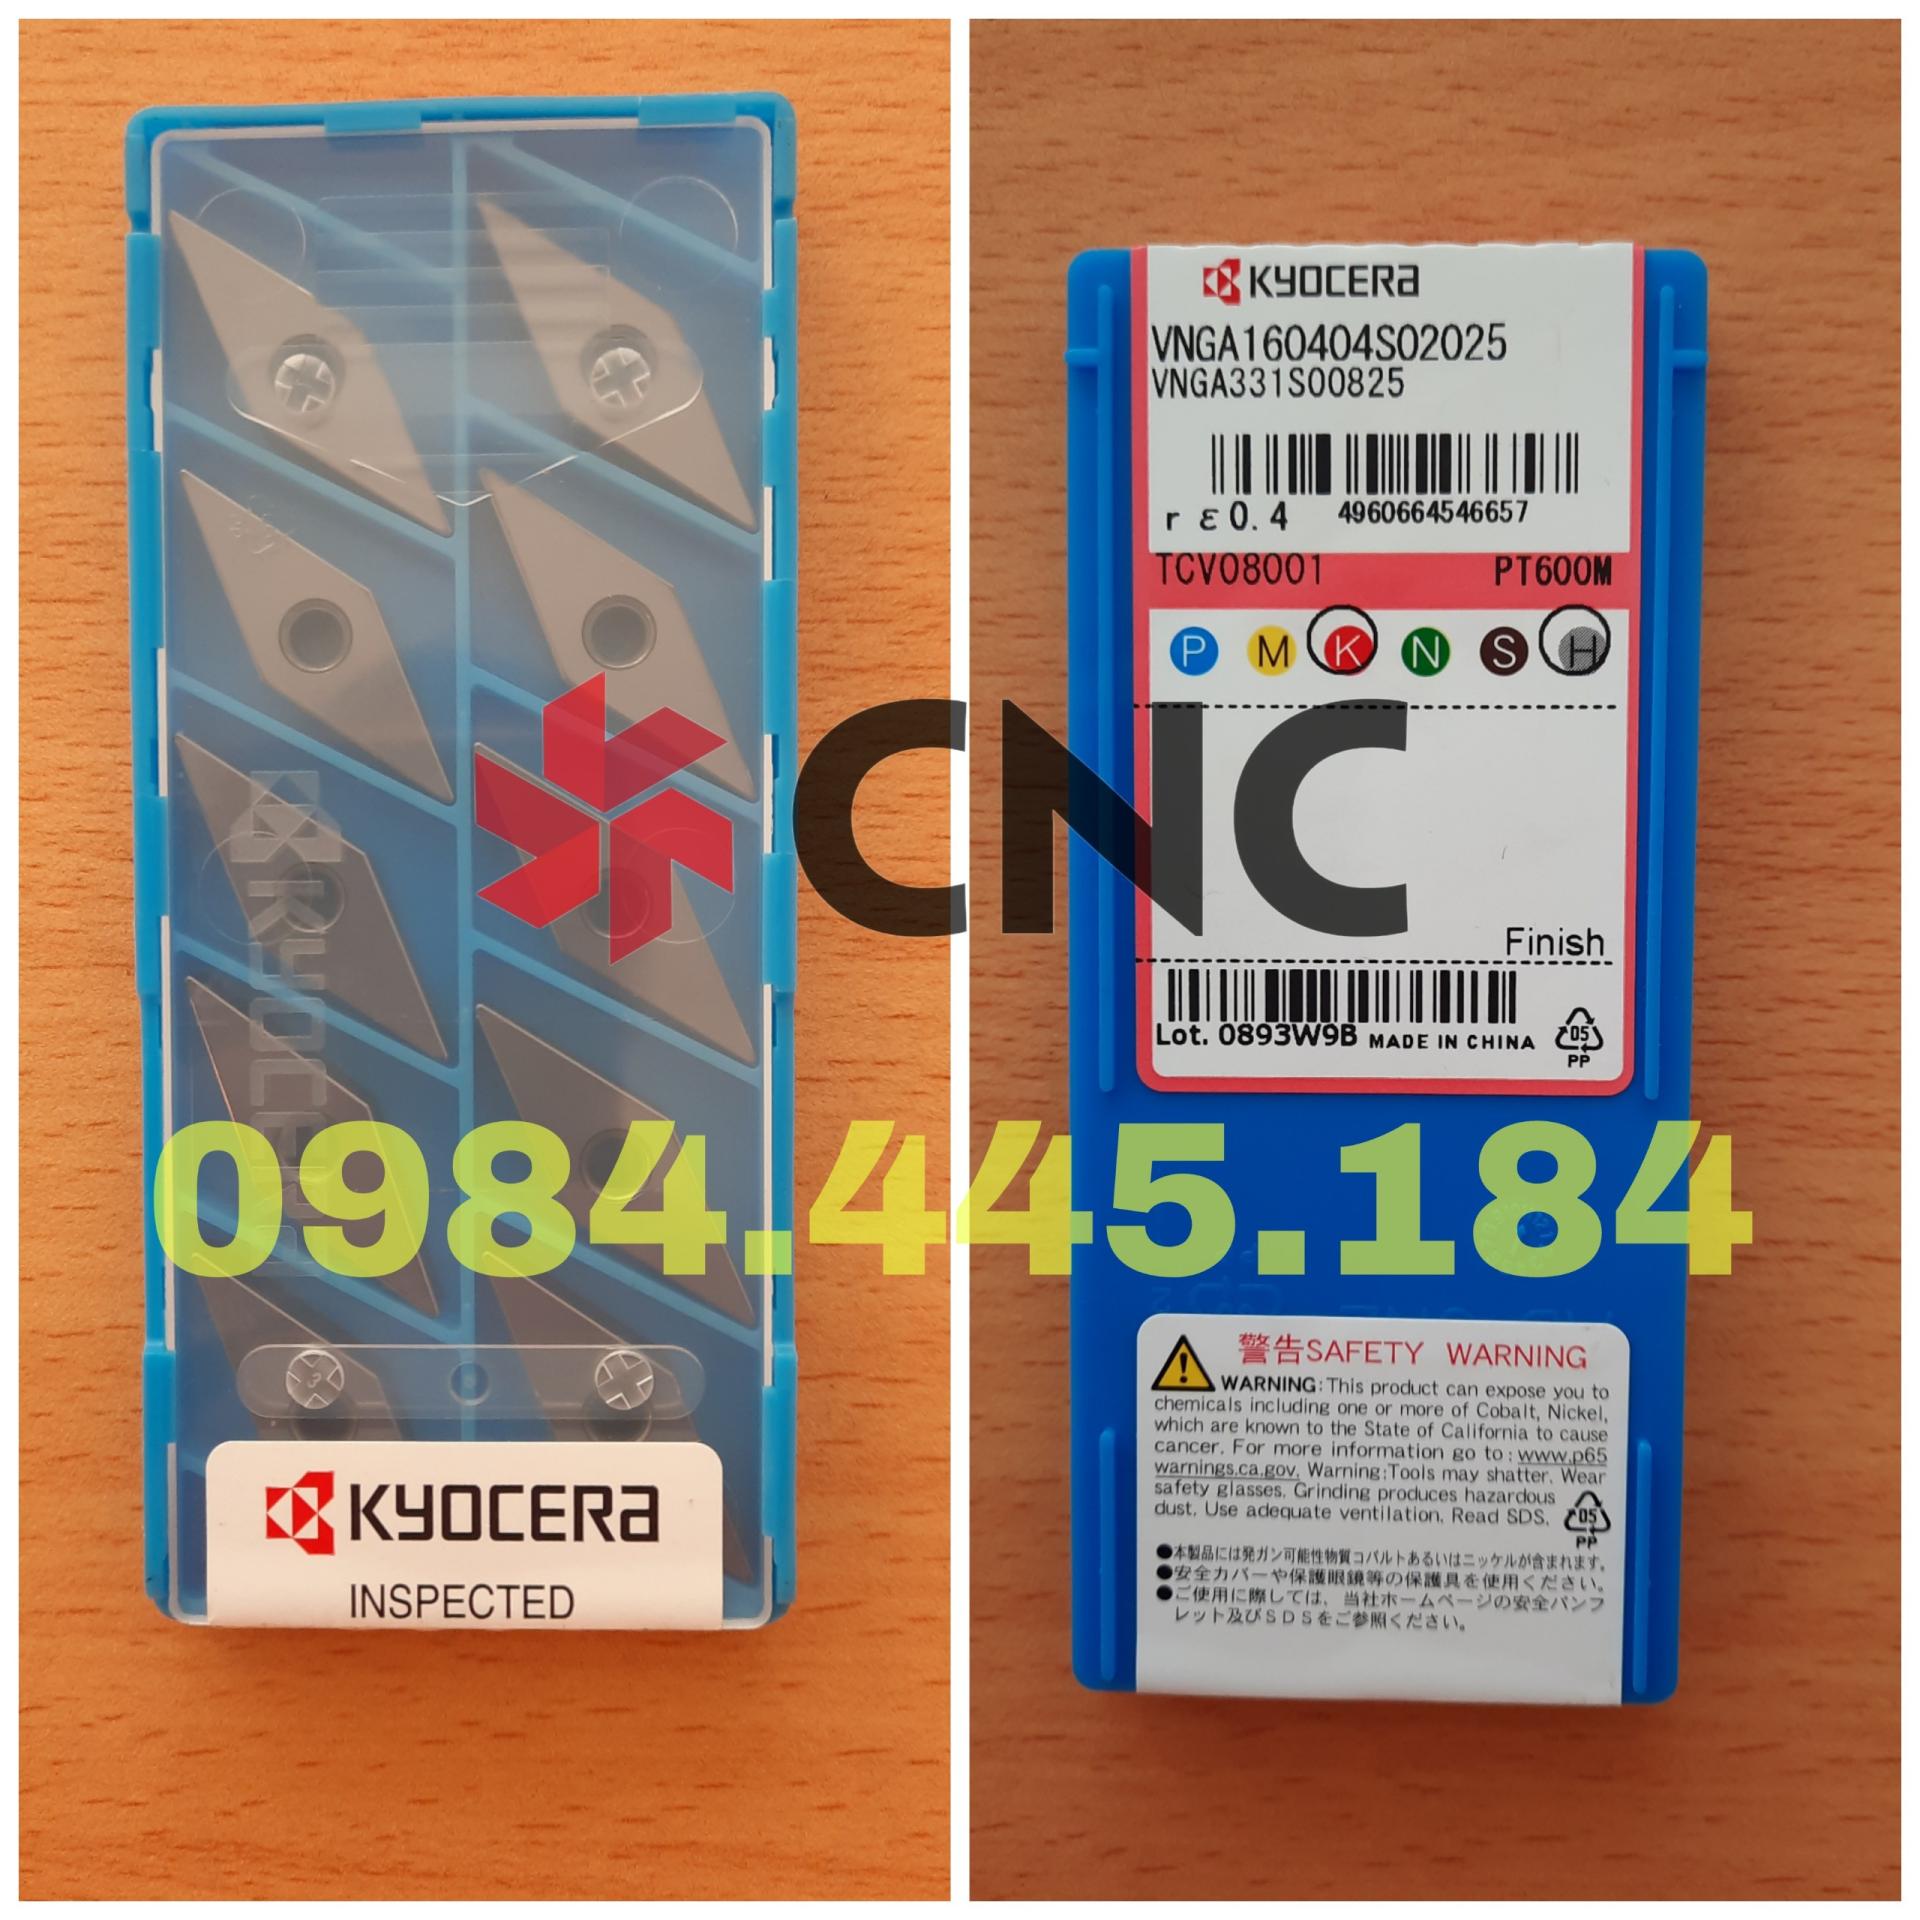 KYOCERA
KYOCERA
INSPECTED
KYOCERA
VNGA160404S02025
VNGA331S00825
r ε0.4 4960664546657
TCV08001 PT600M
P M K N S H
Finish
Lot. 0893W9B MADE IN CHINA
05
PP
CNC
0984.445.184
警告SAFETY WARNING
WARNING:This product can expose you to
chemicals including one or more of Cobalt, Nickel,
which are known to the State of California to cause
cancer. For more information go to: www.p65
warnings.ca.gov. Warning:Tools may shatter. Wear
safety glasses. Grinding produces hazardous
dust. Use adequate ventilation. Read SDS.
05
PP
●本製品には発ガン可能性物質コバルトあるいはニッケルが含まれます。
●安全カバーや保護眼鏡等の保護具を使用ください。
●ご使用に際しては、当社ホームページの安全パンフ
レット及びSDSをご参照ください。